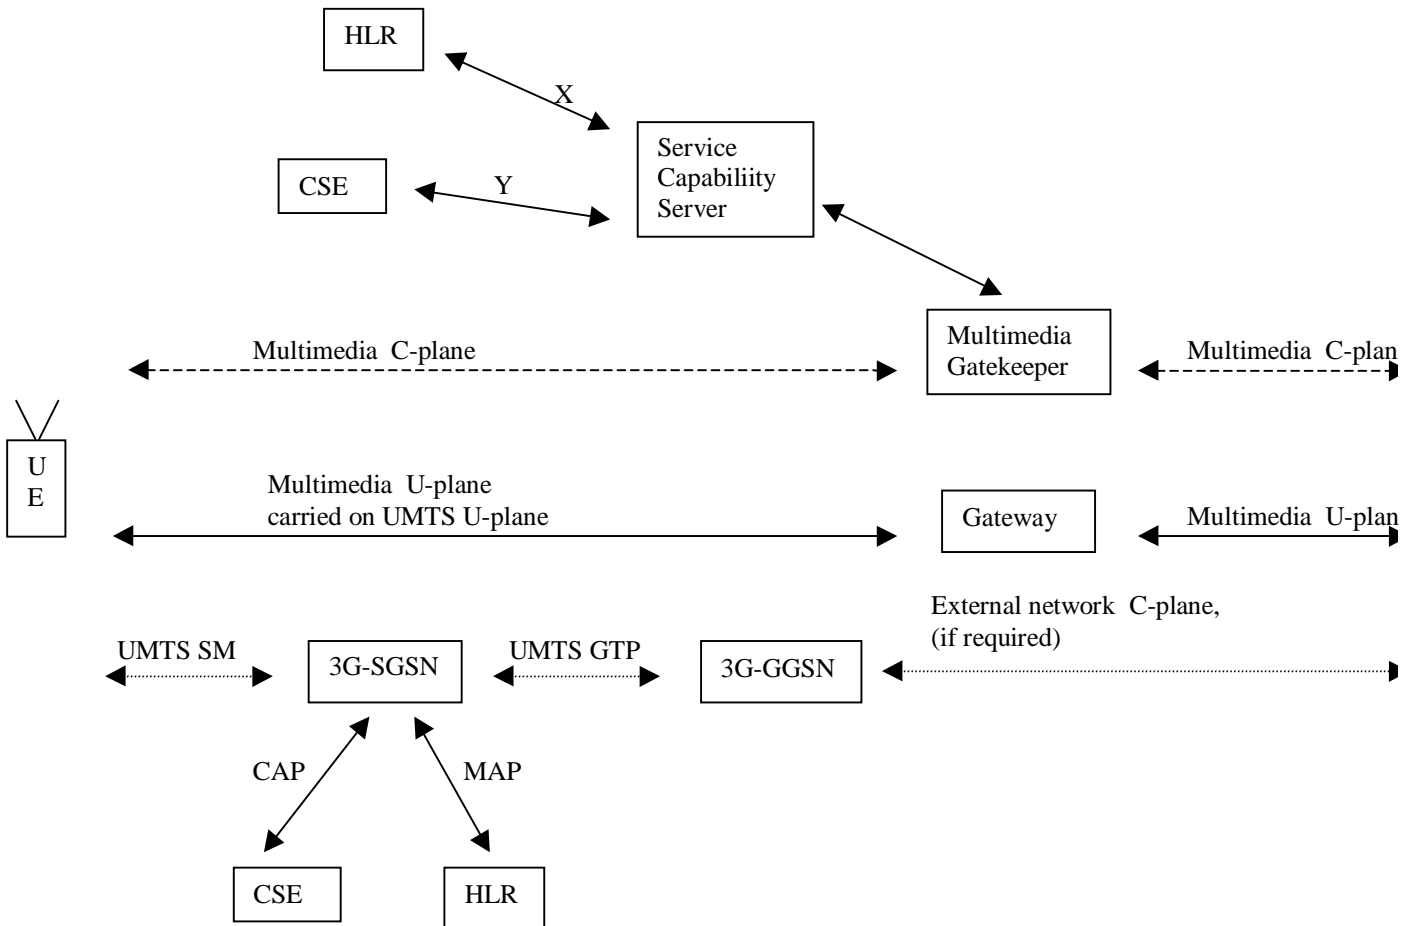 HLR
X
Service
Capabiliity
Server
CSE
Y
Multimedia
Gatekeeper
Multimedia C-plane
Multimedia C-plan
U
E
Multimedia U-plane
carried on UMTS U-plane
Gateway
Multimedia U-plan
External network C-plane,
(if required)
UMTS SM
3G-SGSN
UMTS GTP
3G-GGSN
CAP
MAP
CSE
HLR